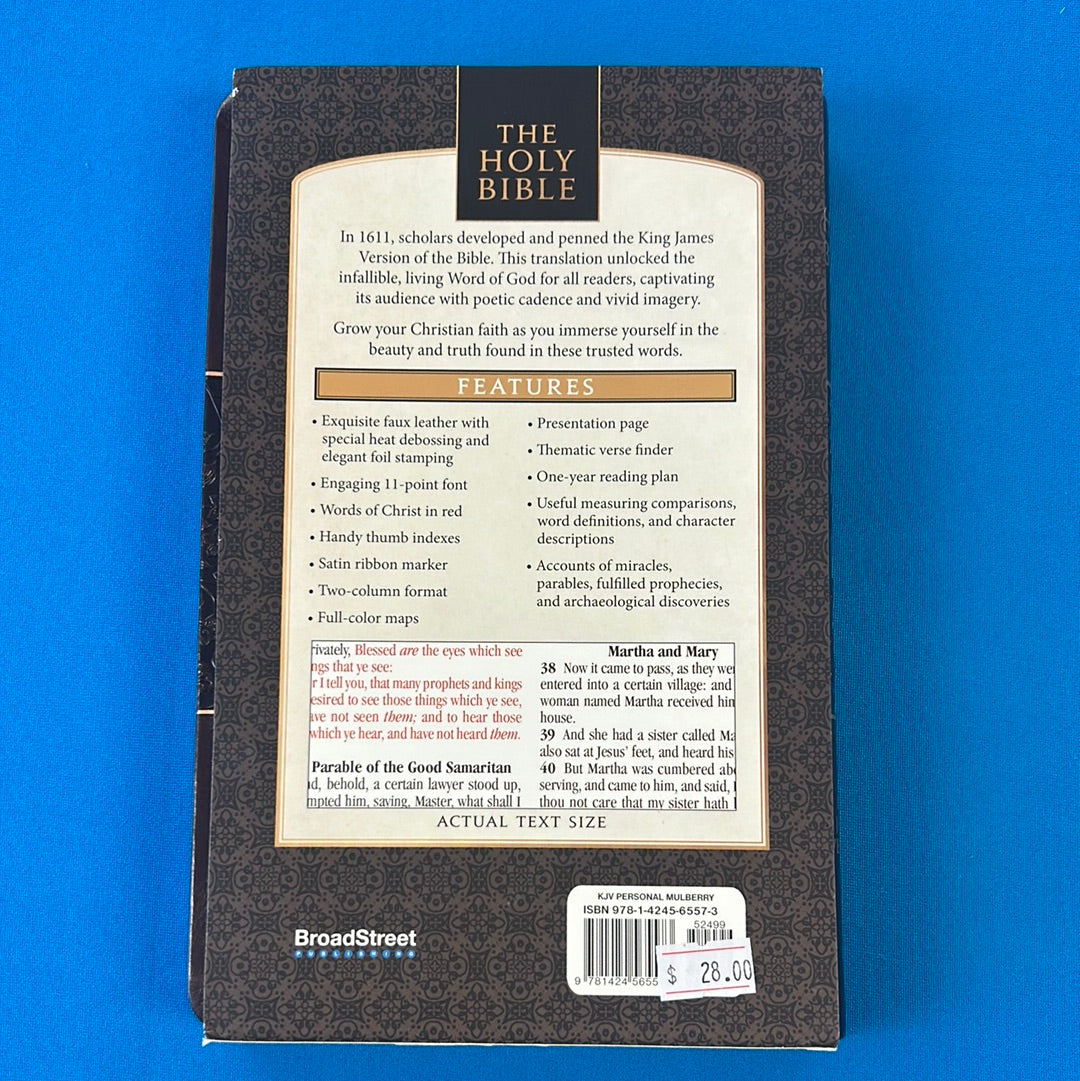 THE
HOLY
BIBLE
In 1611, scholars developed and penned the King James
Version of the Bible. This translation unlocked the
infallible, living Word of God for all readers, captivating
its audience with poetic cadence and vivid imagery.
Grow your Christian faith as you immerse yourself in the
beauty and truth found in these trusted words.
FEATURES
• Exquisite faux leather with
special heat debossing and
elegant foil stamping
• Engaging 11-point font
• Words of Christ in red
• Handy thumb indexes
• Satin ribbon marker
• Two-column format
• Full-color maps
• Presentation page
• Thematic verse finder
• One-year reading plan
• Useful measuring comparisons,
word definitions, and character
descriptions
• Accounts of miracles,
parables, fulfilled prophecies,
and archaeological discoveries
rivately, Blessed are the eyes which see
ngs that ye see:
r I tell you, that many prophets and kings
esired to see those things which ye see,
ave not seen them; and to hear those
which ye hear, and have not heard them.
Parable of the Good Samaritan
d, behold, a certain lawyer stood up,
mpted him, saying, Master, what shall I
Martha and Mary
38 Now it came to pass, as they we
entered into a certain village: and
woman named Martha received him
house.
39 And she had a sister called Ma
also sat at Jesus' feet, and heard his
40 But Martha was cumbered ab
serving, and came to him, and said,
thou not care that my sister hath
ACTUAL TEXT SIZE
BroadStreet
PUBLISHING
KJV PERSONAL MULBERRY
ISBN 978-1-4245-6557-3
52499
9 781424 5655
$ 28.00